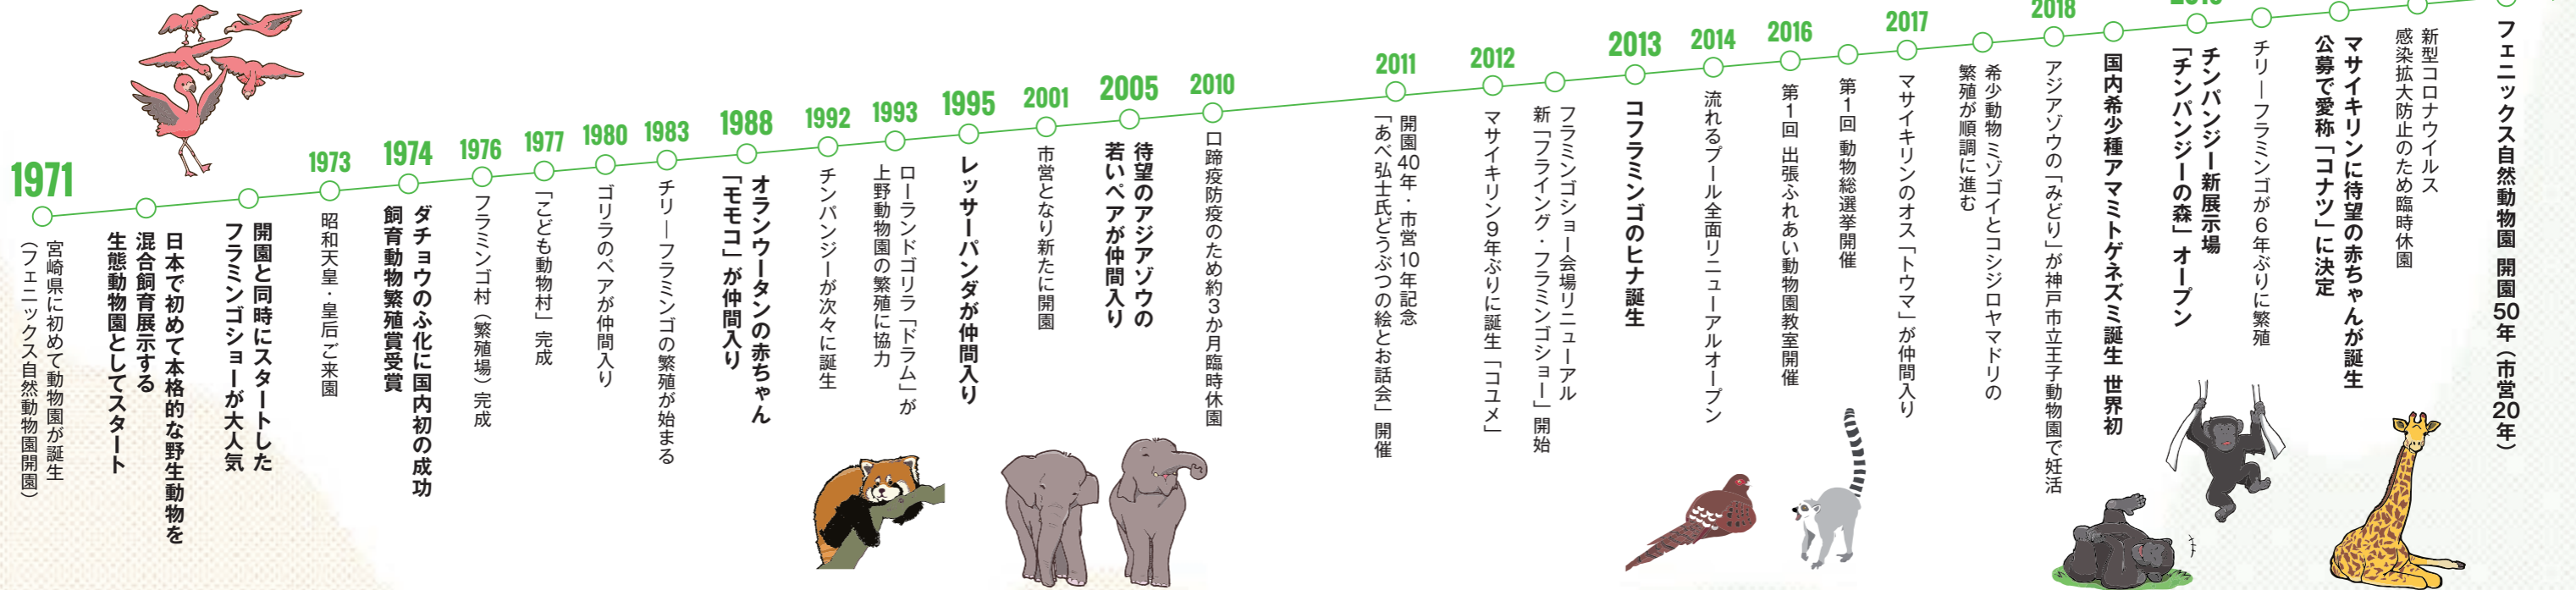 1971
宮崎県に初めて動物園が誕生
（フェニックス自然動物園開園）
日本で初めて本格的な野生動物を
混合飼育展示する
生態動物園としてスタート
開園と同時にスタートした
フラミンゴショーが大人気
1973
昭和天皇・皇后ご来園
1974
ダチョウのふ化に国内初の成功
飼育動物繁殖賞受賞
1976
フラミンゴ村（繁殖場）完成
1977
「こども動物村」完成
1980
ゴリラのペアが仲間入り
1983
チリーフラミンゴの繁殖が始まる
1988
オランウータンの赤ちゃん
「モモコ」が仲間入り
1992
チンパンジーが次々に誕生
1993
ローランドゴリラ「ドラム」が
上野動物園の繁殖に協力
1995
レッサーパンダが仲間入り
2001
市営となり新たに開園
2005
待望のアジアゾウの
若いペアが仲間入り
2010
口蹄疫防疫のため約3か月臨時休園
2011
開園40年・市営10年記念
「あべ弘士氏どうぶつの絵とお話会」開催
2012
マサイキリン9年ぶりに誕生「コユメ」
フラミンゴショー会場リニューアル
新「フライング・フラミンゴショー」開始
2013
コフラミンゴのヒナ誕生
2014
流れるプール全面リニューアルオープン
2016
第1回 出張ふれあい動物園教室開催
第1回 動物総選挙開催
2017
マサイキリンのオス「トウマ」が仲間入り
希少動物ミゾゴイとコシジロヤマドリの
繁殖が順調に進む
2018
アジアゾウの「みどり」が神戸市立王子動物園で妊活
国内希少種アマミトゲネズミ誕生 世界初
チンパンジー新展示場
「チンパンジーの森」オープン
チリーフラミンゴが6年ぶりに繁殖
マサイキリンに待望の赤ちゃんが誕生
公募で愛称「コナツ」に決定
新型コロナウイルス
感染拡大防止のため臨時休園
フェニックス自然動物園 開園50年（市営20年）